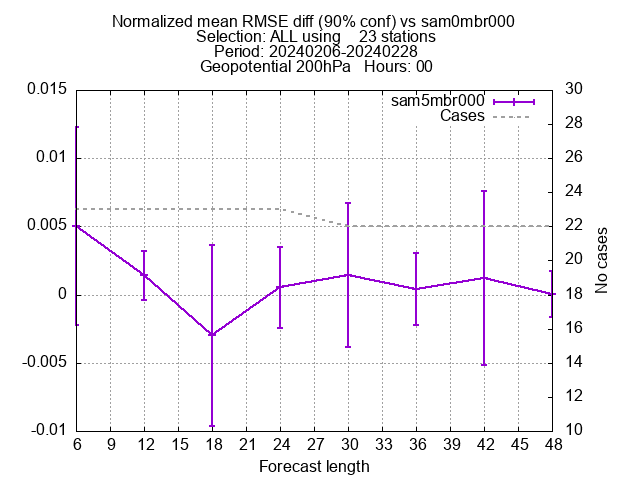 Normalized mean RMSE diff (90% conf) vs sam0mbr000
Selection: ALL using    23 stations
Period: 20240206-20240228
Geopotential 200hPa   Hours: 00
sam5mbr000
Cases
0.015
0.01
0.005
0
-0.005
-0.01
30
28
26
24
22
20
18
16
14
12
10
No cases
6 9 12 15 18 21 24 27 30 33 36 39 42 45 48
Forecast length